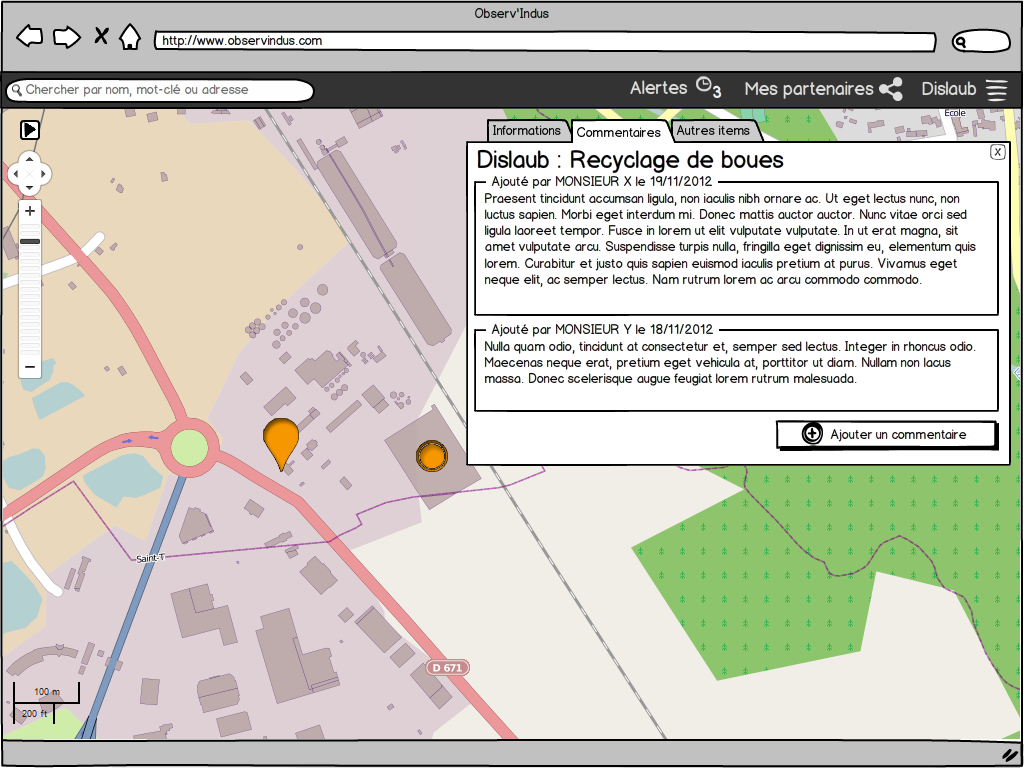 Observ'Indus
http://www.observindus.com
Chercher par nom, mot-clé ou adresse
Alertes 3
Mes partenaires
Dislaub
Ecole
Informations
Commentaires
Autres items
X
Dislaub : Recyclage de boues
Ajouté par MONSIEUR X le 19/11/2012
Praesent tincidunt accumsan ligula, non iaculis nibh ornare ac. Ut eget lectus nunc, non
luctus sapien. Morbi eget interdum mi. Donec mattis auctor auctor. Nunc vitae orci sed
ligula laoreet tempor. Fusce in lorem ut elit vulputate vulputate. In ut erat magna, sit
amet vulputate arcu. Suspendisse turpis nulla, fringilla eget dignissim eu, elementum quis
lorem. Curabitur et justo quis sapien euismod iaculis pretium at purus. Vivamus eget
neque elit, ac semper lectus. Nam rutrum lorem ac arcu commodo commodo.
Ajouté par MONSIEUR Y le 18/11/2012
Nulla quam odio, tincidunt at consectetur et, semper sed lectus. Integer in rhoncus odio.
Maecenas neque erat, pretium eget vehicula at, porttitor ut diam. Nullam non lacus
massa. Donec scelerisque augue feugiat lorem rutrum malesuada.
Ajouter un commentaire
Saint-T
D 671
100 m
200 ft